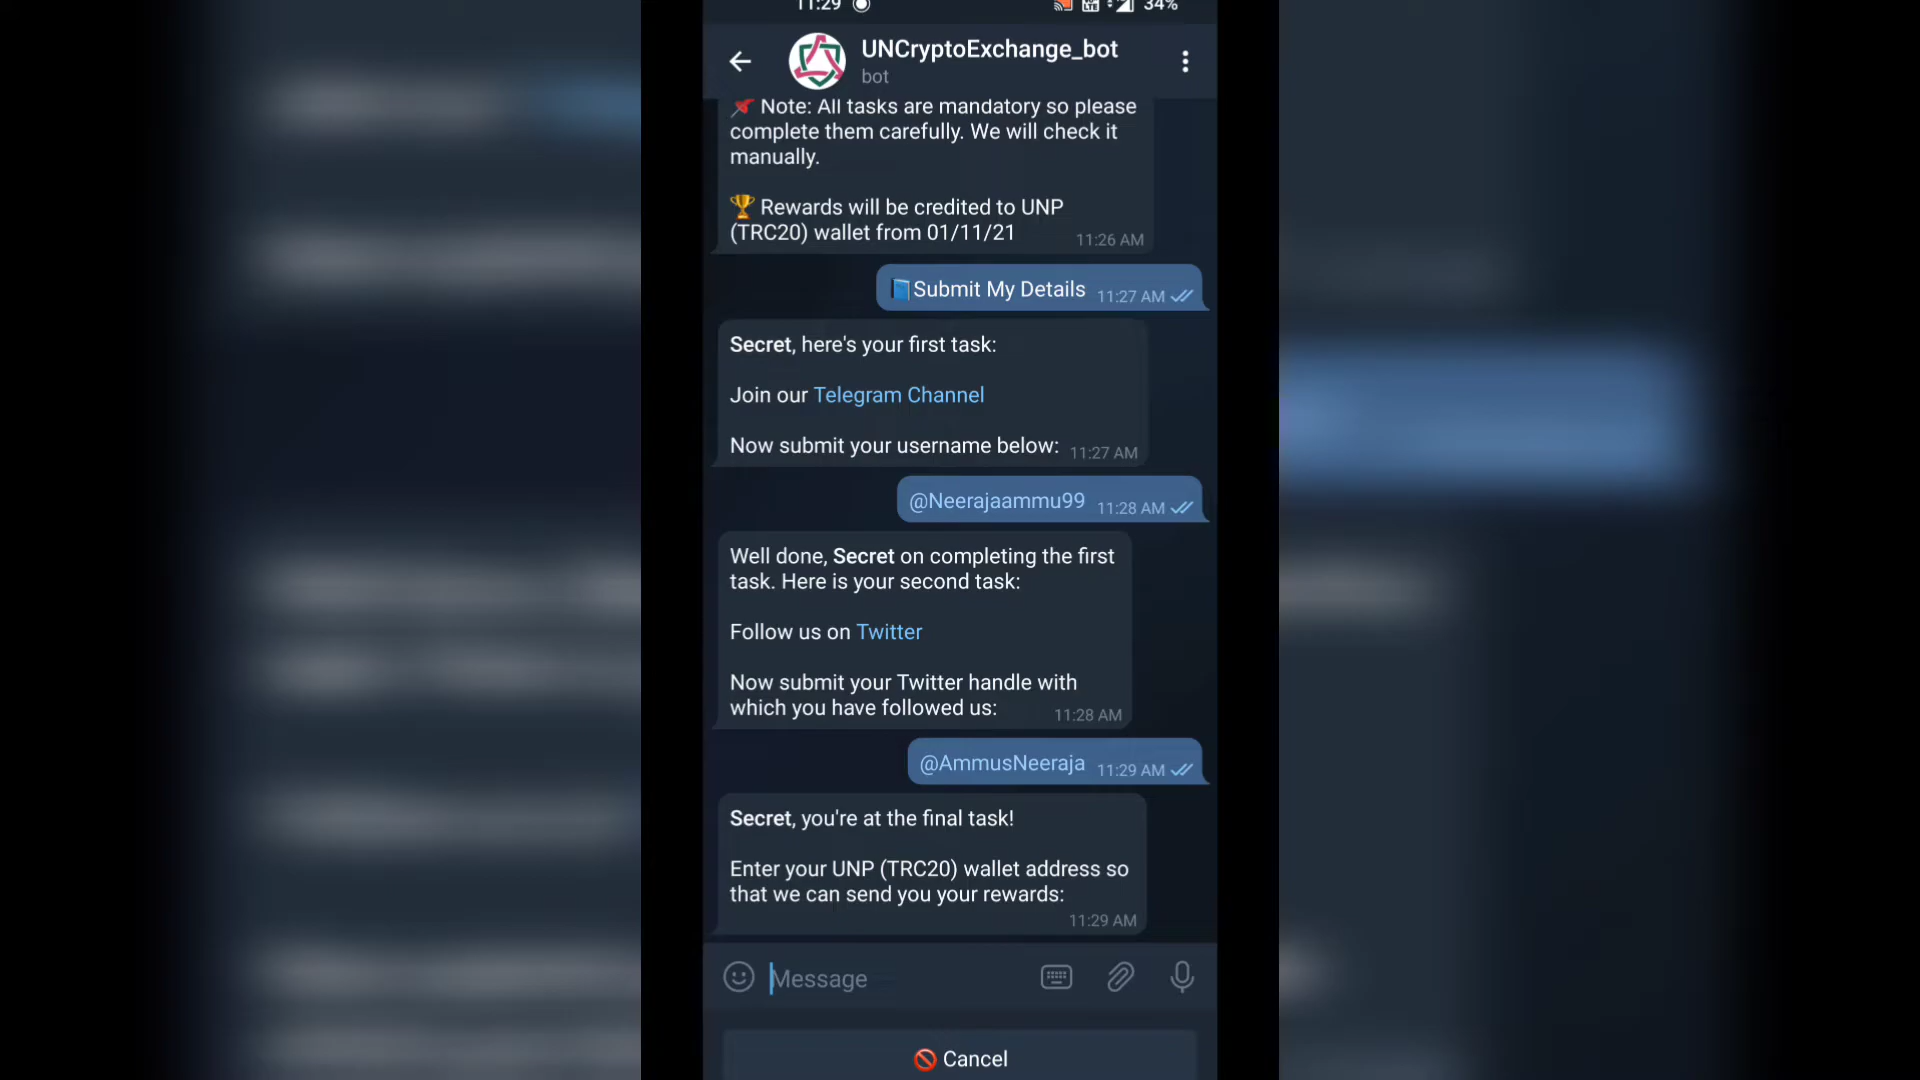 11:29 34%
UNCryptoExchange_bot
bot
Note: All tasks are mandatory so please
complete them carefully. We will check it
manually.
Rewards will be credited to UNP
(TRC20) wallet from 01/11/21 11:26 AM
Submit My Details 11:27 AM
Secret, here's your first task:
Join our Telegram Channel
Now submit your username below: 11:27 AM
@Neerajaammu99 11:28 AM
Well done, Secret on completing the first
task. Here is your second task:
Follow us on Twitter
Now submit your Twitter handle with
which you have followed us: 11:28 AM
@AmmusNeeraja 11:29 AM
Secret, you're at the final task!
Enter your UNP (TRC20) wallet address so
that we can send you your rewards:
11:29 AM
Message
Cancel